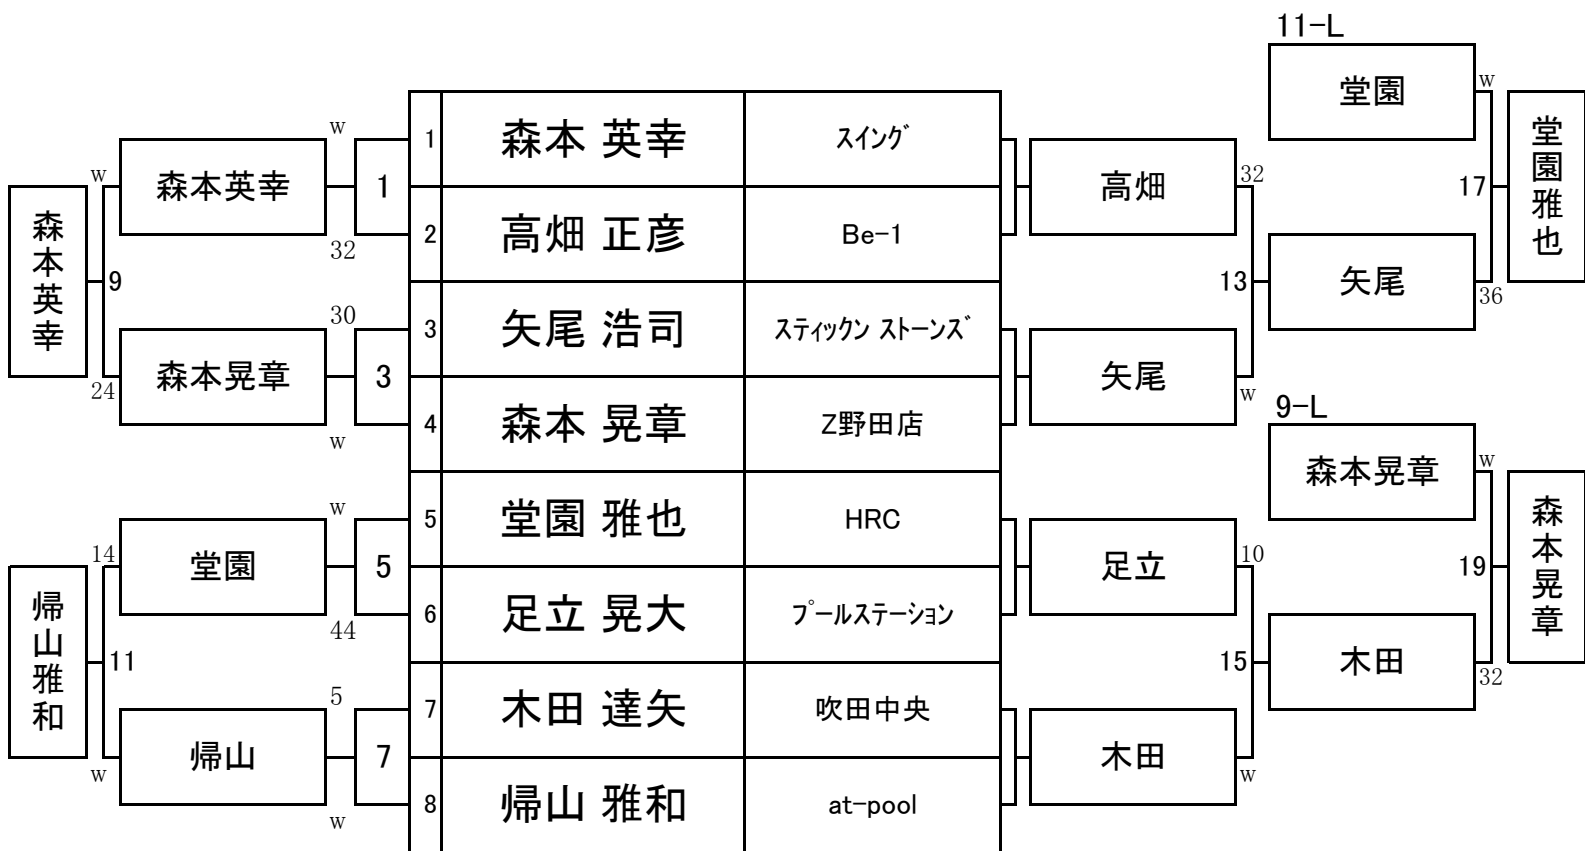 11-L
堂園
w
堂園雅也
17
矢尾
36
w
森本英幸
1
32
森本英幸
w
9
24
森本晃章
30
3
w
1 森本 英幸 スイング
2 高畑 正彦 Be-1
3 矢尾 浩司 スティックン ストーンズ
4 森本 晃章 Z野田店
5 堂園 雅也 HRC
6 足立 晃大 プールステーション
7 木田 達矢 吹田中央
8 帰山 雅和 at-pool
高畑
32
13
矢尾
w
9-L
森本晃章
w
森本晃章
19
木田
32
w
堂園
5
44
帰山雅和
14
11
w
帰山
5
7
w
足立
10
15
木田
w